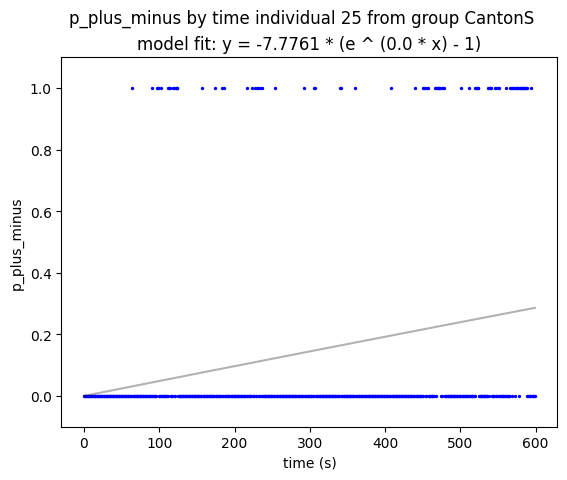 p_plus_minus by time individual 25 from group CantonS
model fit: y = -7.7761 * (e ^ (0.0 * x) - 1)
1.0
0.8
0.6
0.4
0.2
0.0
p_plus_minus
0 100 200 300 400 500 600
time (s)